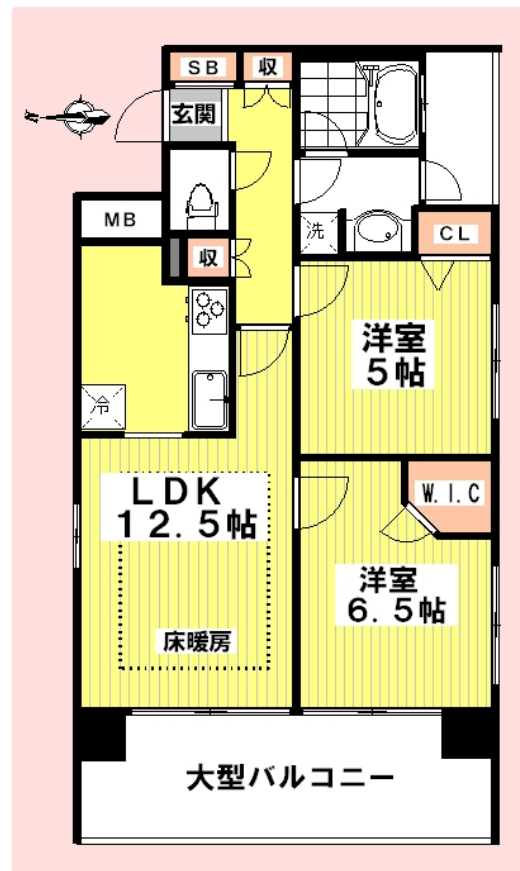 SB
収
玄関
MB
洗
CL
収
洋室
5帖
冷
LDK
12.5帖
W.I.C
洋室
6.5帖
床暖房
大型バルコニー